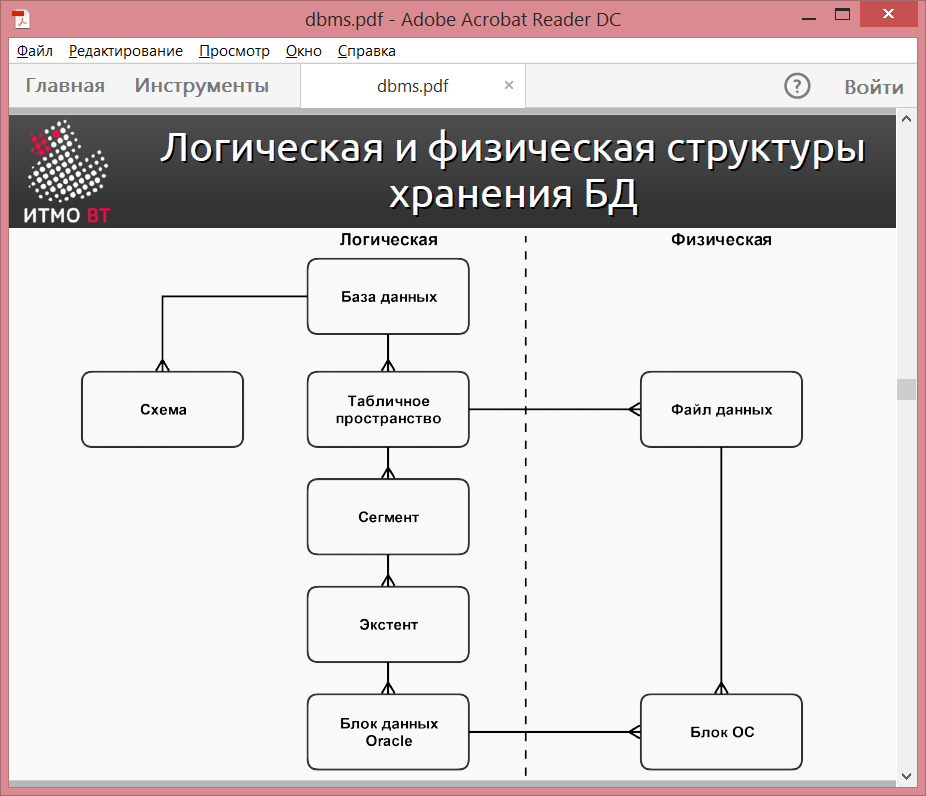 dbms.pdf - Adobe Acrobat Reader DC
Файл Редактирование Просмотр Окно Справка
Главная Инструменты dbms.pdf × ? Войти
Логическая и физическая структуры
хранения БД
ИТМО ВТ
Логическая Физическая
База данных
Схема
Табличное
пространство
Файл данных
Сегмент
Экстент
Блок данных
Oracle
Блок ОС